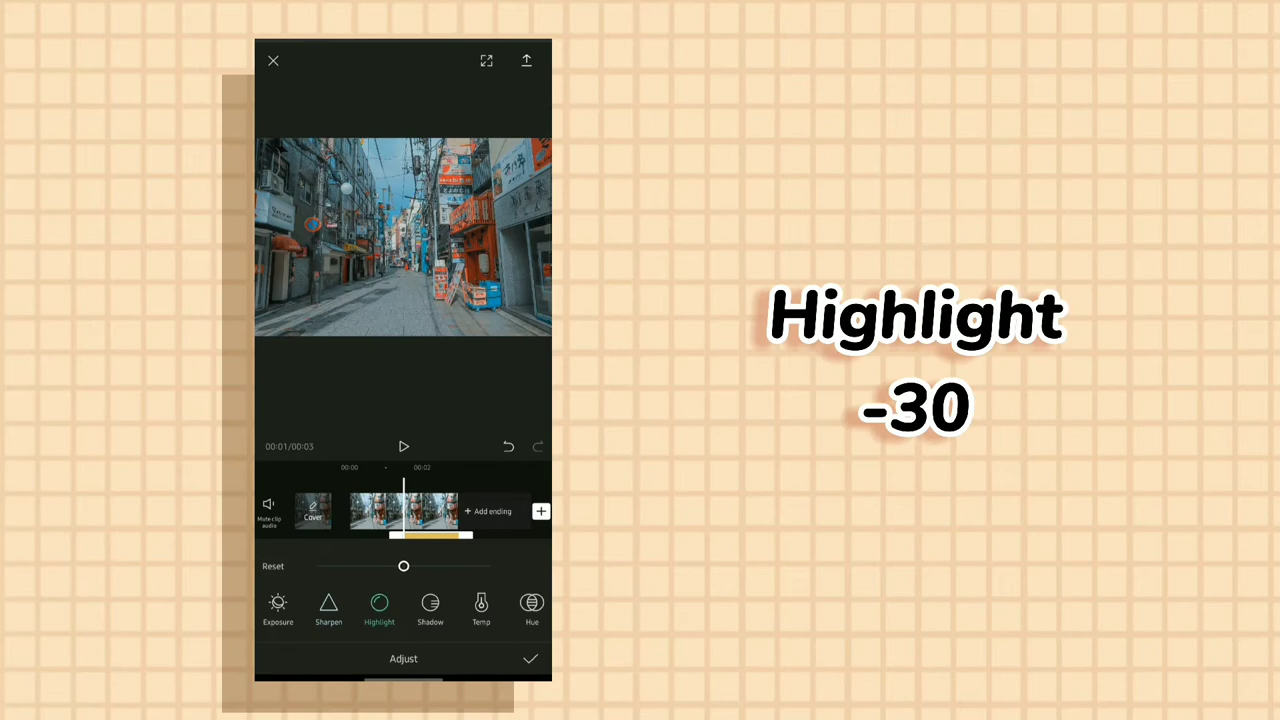 00:01/00:03
00:00
00:02
Mute clip
audio
Cover
+ Add ending
Reset
Exposure
Sharpen
Highlight
Shadow
Temp
Hue
Adjust
Highlight
-30